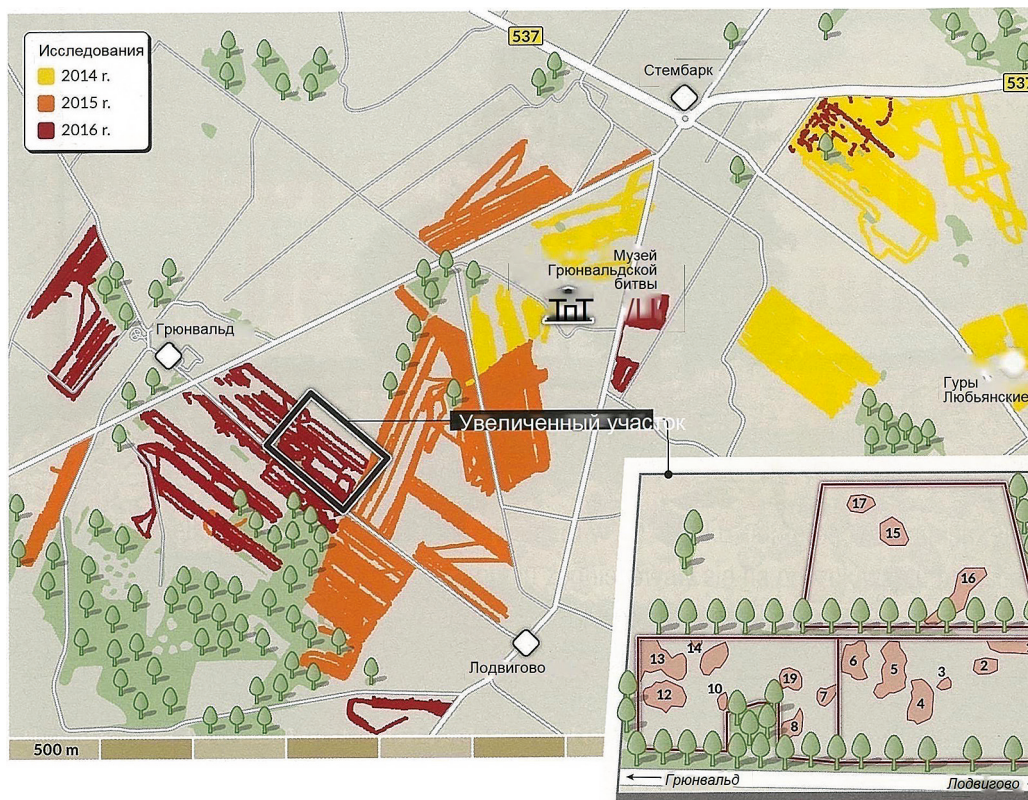 Исследования
2014 г.
2015 г.
2016 г.
537
Стембарк
537
Музей
Грюнвальдской
битвы
Грюнвальд
Гуры
Любьянские
Увеличенный участок
Лодвигово
500 m
17
15
16
14
13
19
12
10
7
8
6
5
3
2
4
Грюнвальд
Лодвигово